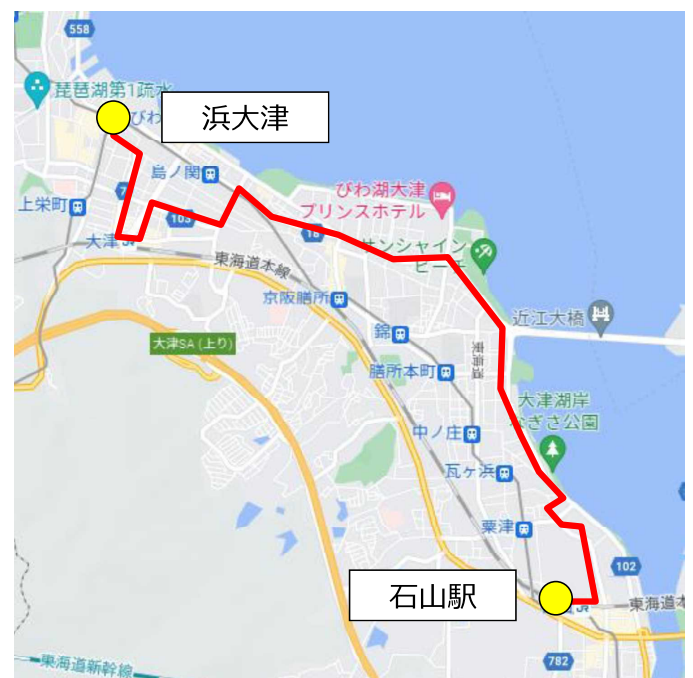 558
琵琶湖第1疏水
びわ
浜大津
島ノ関
上栄町
103
18
大津
びわ湖大津
プリンスホテル
サンシャイン
ビーチ
東海道本線
京阪膳所
近江大橋
錦
大津SA (上り)
膳所本町
大津湖岸
なぎさ公園
中ノ庄
瓦ヶ浜
粟津
102
石山駅
東海道本
782
東海道新幹線